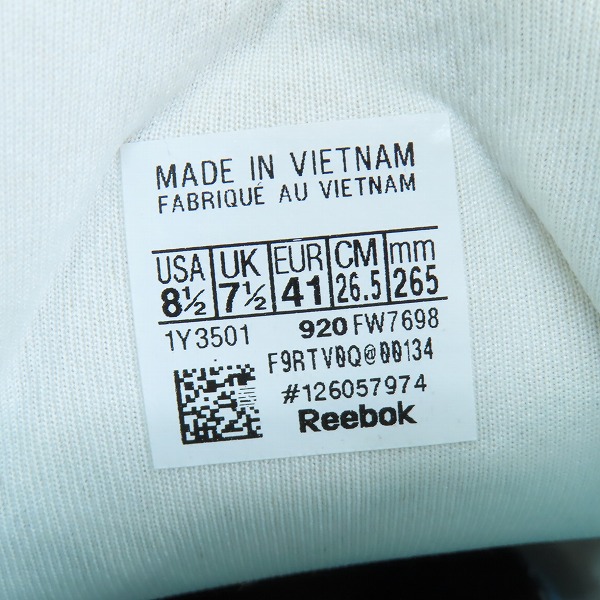 MADE IN VIETNAM
FABRIQUÉ AU VIETNAM
USA UK EUR CM mm
8½ 7½ 41 26.5 265
1Y3501 920 FW7698
F9RTV0Q@00134
#126057974
Reebok